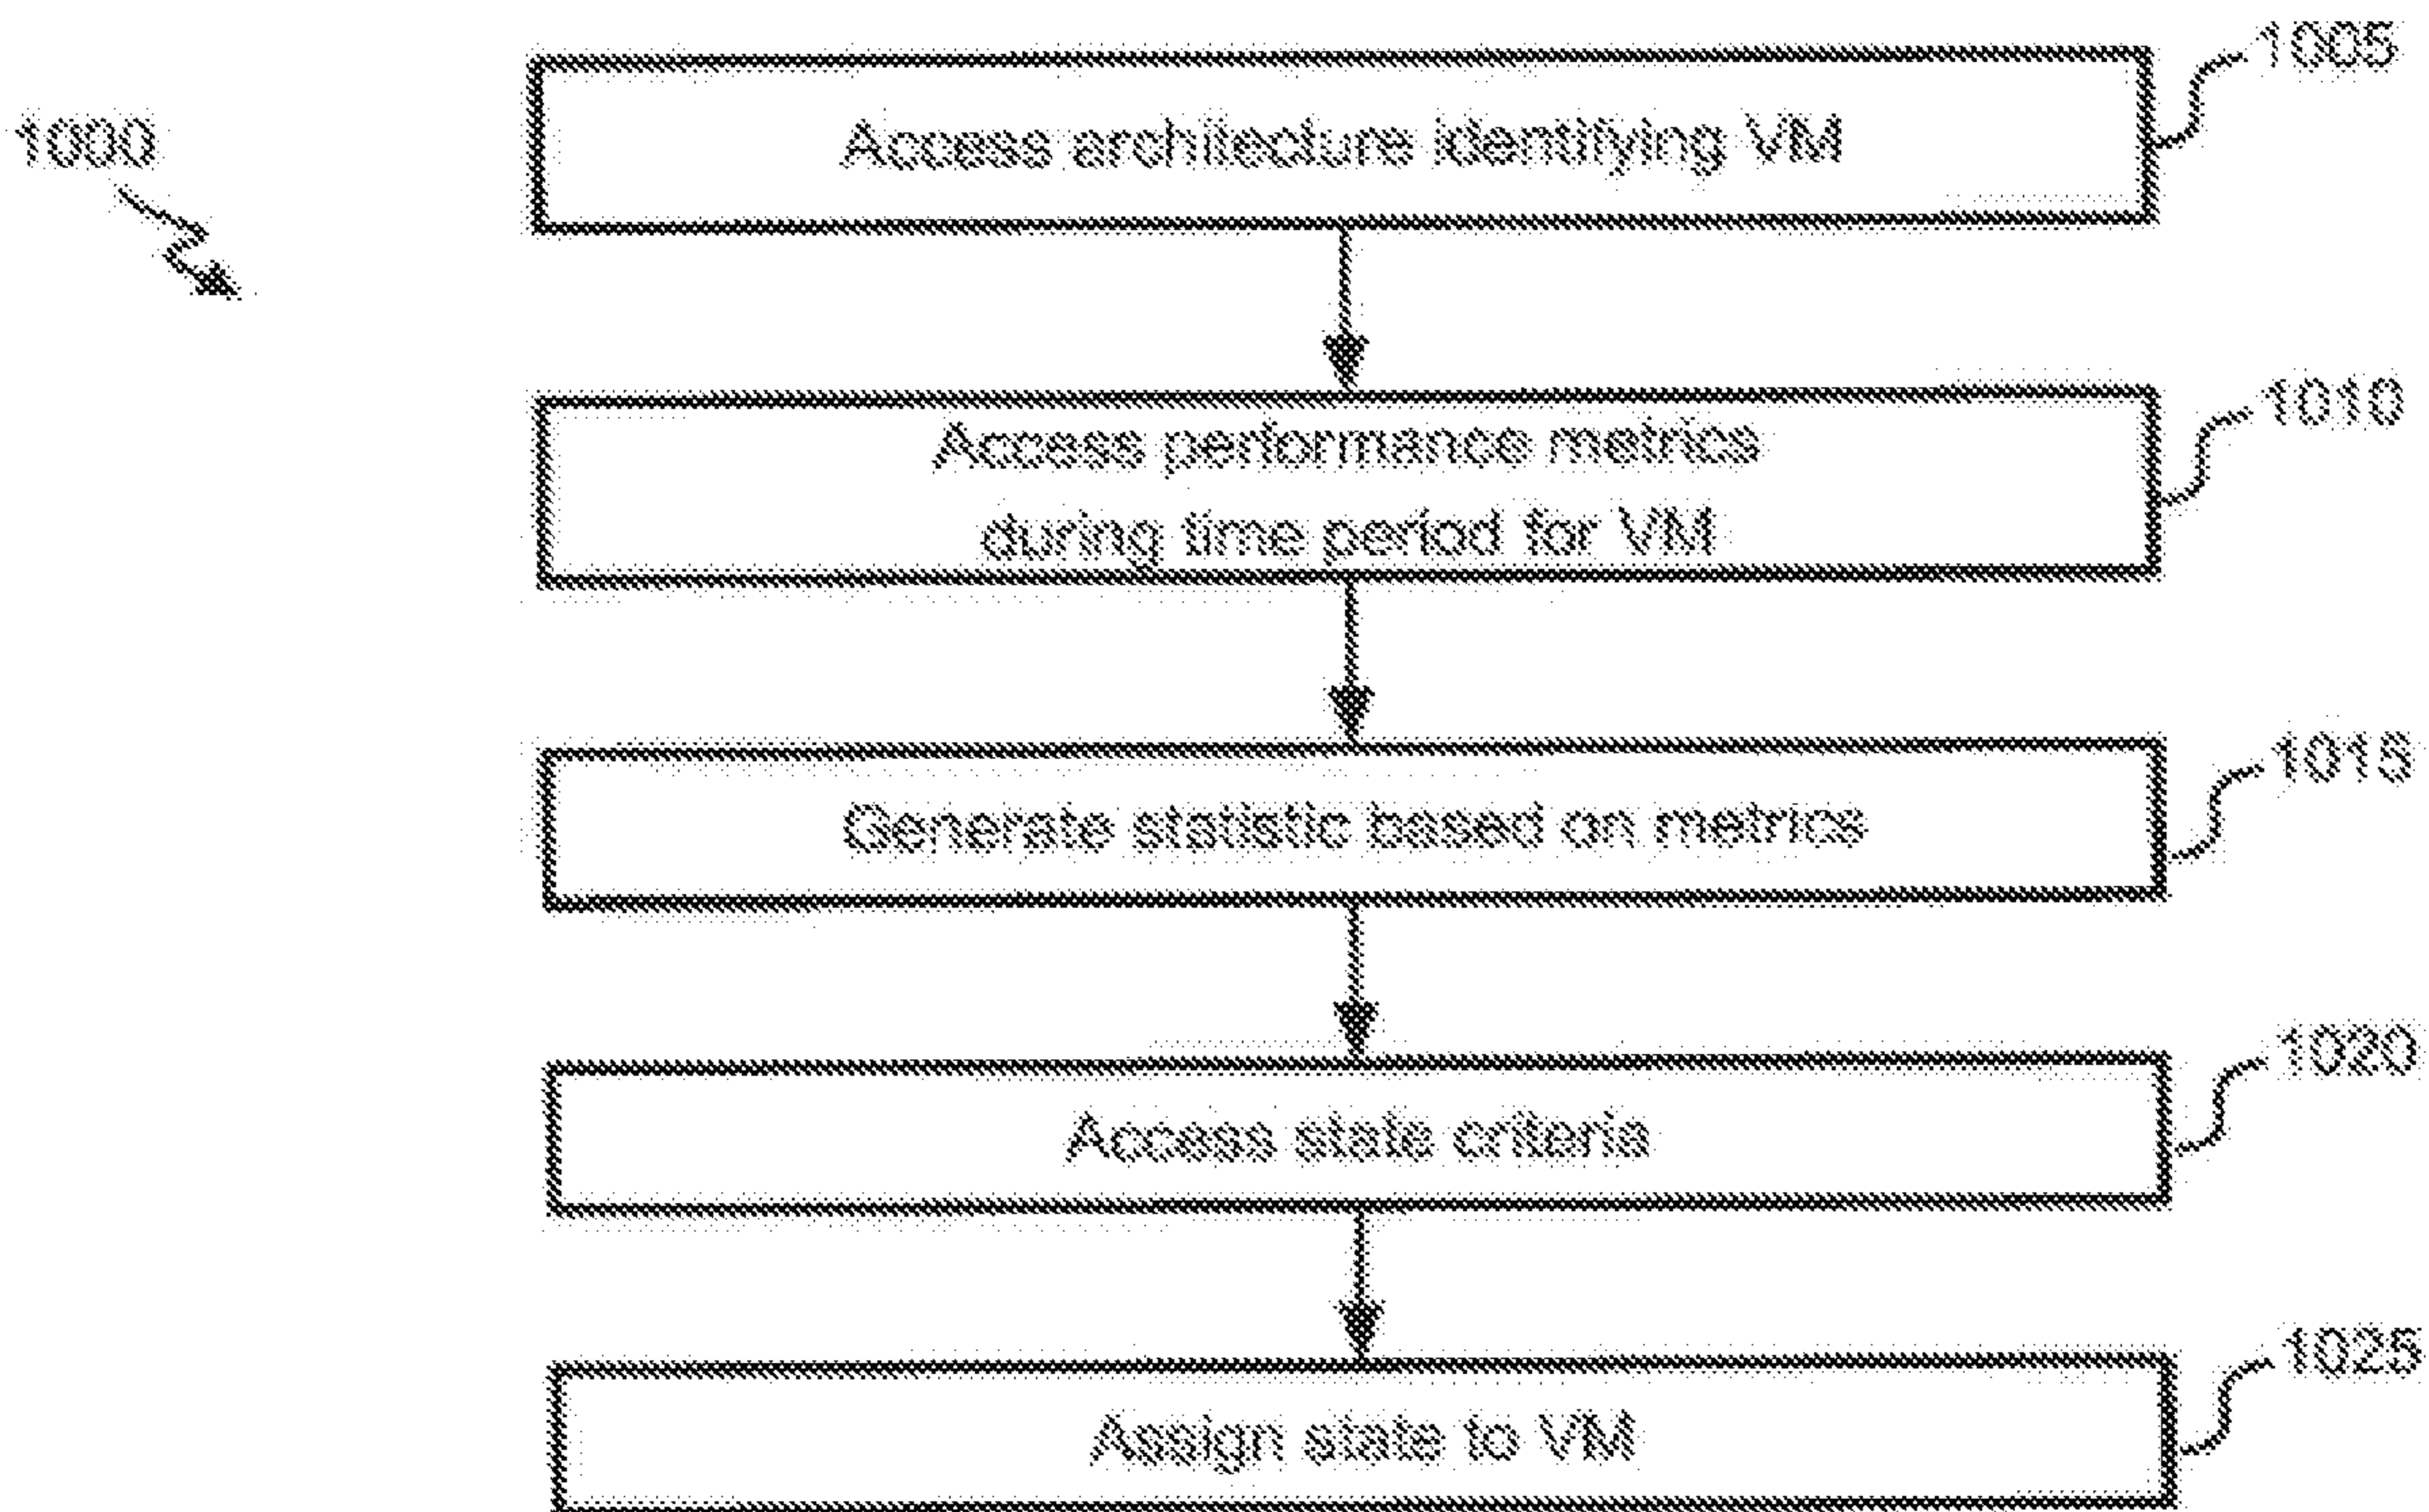 1005
1000
Access architecture identifying VM
1010
Access performance metrics
during time period for VM
1015
Generate statistic based on metrics
1020
Access state criteria
1025
Assign state to VM